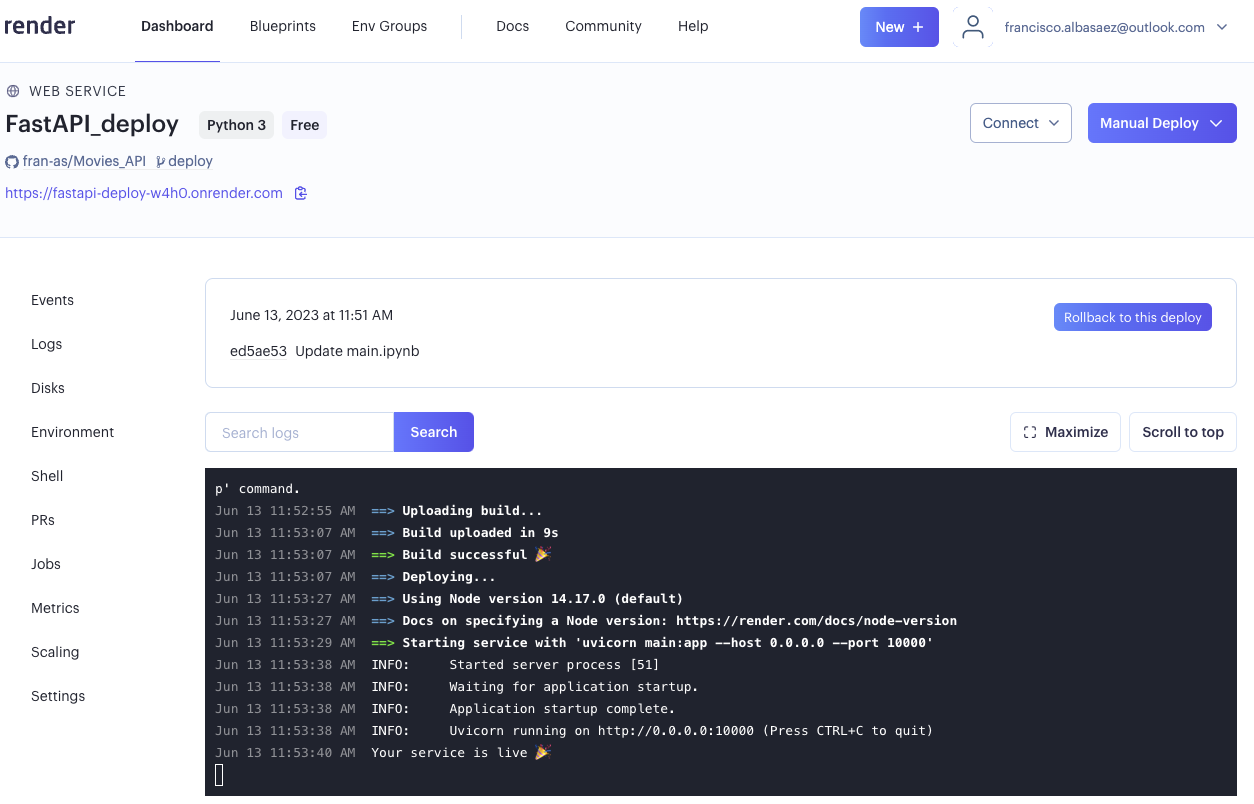 render Dashboard Blueprints Env Groups Docs Community Help New + francisco.albasaez@outlook.com
WEB SERVICE
FastAPI_deploy Python 3 Free Connect Manual Deploy
fran-as/Movies_API deploy
https://fastapi-deploy-w4h0.onrender.com
Events
Logs
Disks
Environment
Shell
PRs
Jobs
Metrics
Scaling
Settings
June 13, 2023 at 11:51 AM Rollback to this deploy
ed5ae53 Update main.ipynb
Search logs Search Maximize Scroll to top
p' command.
Jun 13 11:52:55 AM ==> Uploading build...
Jun 13 11:53:07 AM ==> Build uploaded in 9s
Jun 13 11:53:07 AM ==> Build successful 🎉
Jun 13 11:53:07 AM ==> Deploying...
Jun 13 11:53:27 AM ==> Using Node version 14.17.0 (default)
Jun 13 11:53:27 AM ==> Docs on specifying a Node version: https://render.com/docs/node-version
Jun 13 11:53:29 AM ==> Starting service with 'uvicorn main:app --host 0.0.0.0 --port 10000'
Jun 13 11:53:38 AM INFO: Started server process [51]
Jun 13 11:53:38 AM INFO: Waiting for application startup.
Jun 13 11:53:38 AM INFO: Application startup complete.
Jun 13 11:53:38 AM INFO: Uvicorn running on http://0.0.0.0:10000 (Press CTRL+C to quit)
Jun 13 11:53:40 AM Your service is live 🎉